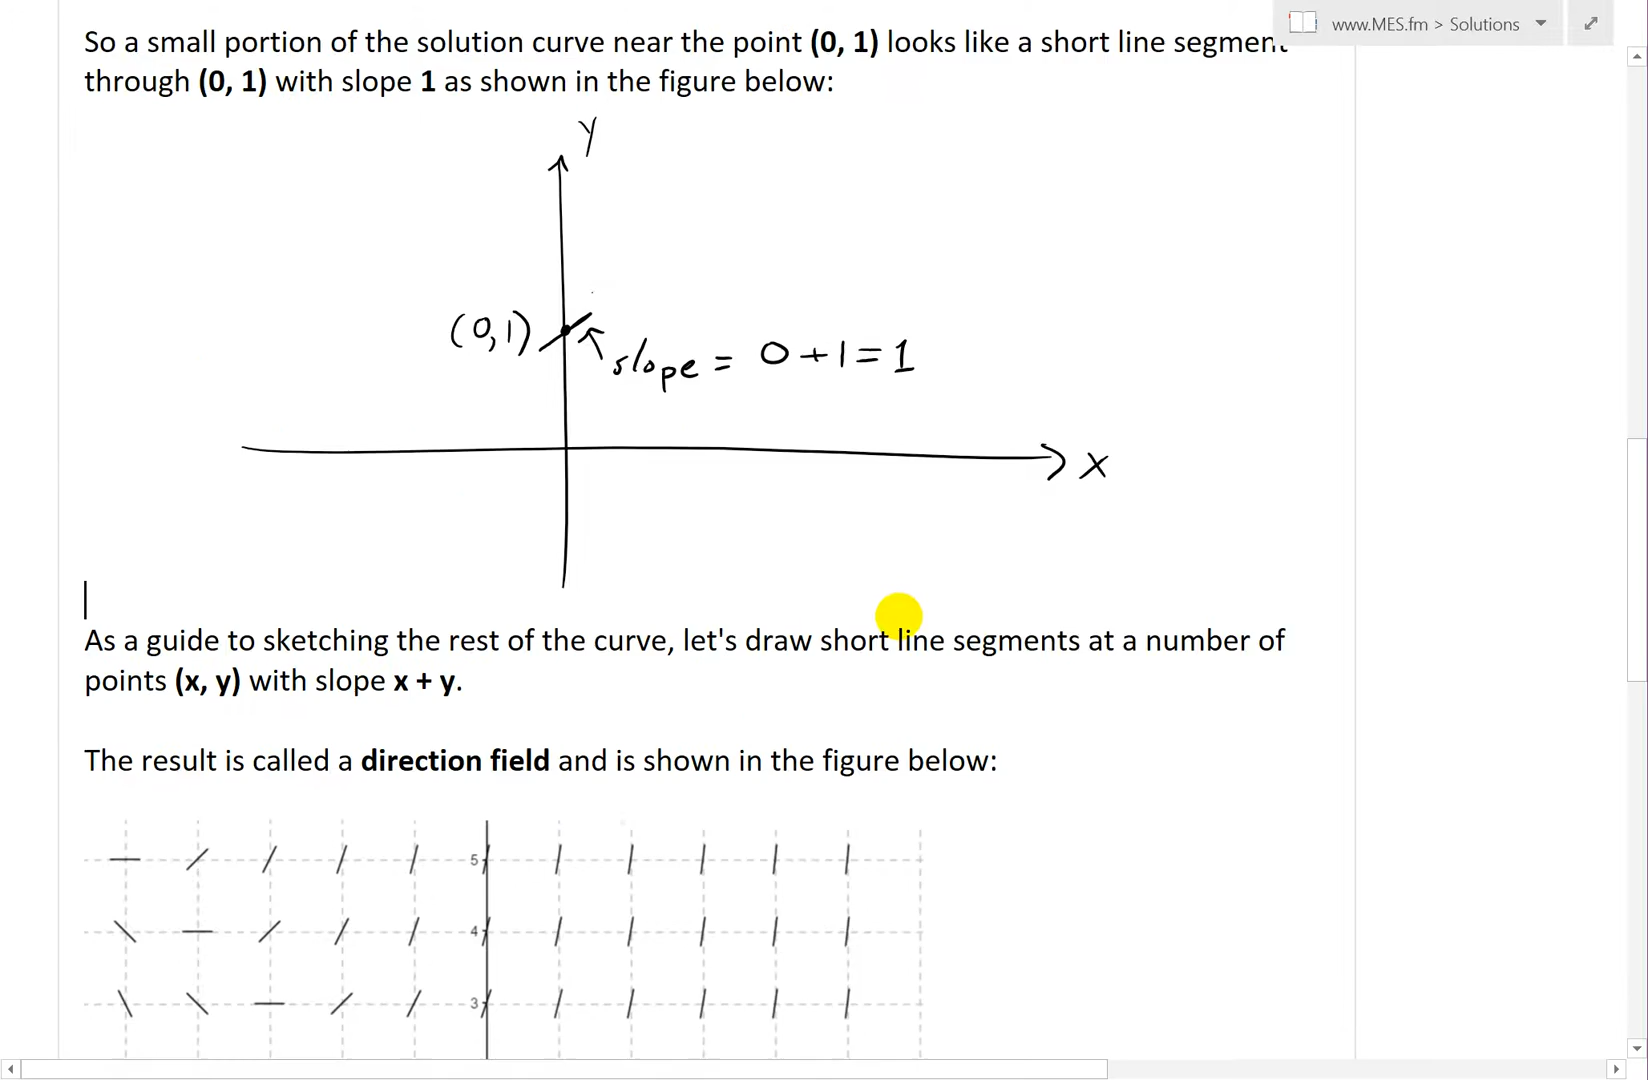 www.MES.fm > Solutions
So a small portion of the solution curve near the point (0, 1) looks like a short line segment
through (0, 1) with slope 1 as shown in the figure below:
y
(0,1)
slope = 0+1=1
x
As a guide to sketching the rest of the curve, let's draw short line segments at a number of
points (x, y) with slope x + y.
The result is called a direction field and is shown in the figure below:
5
4
3